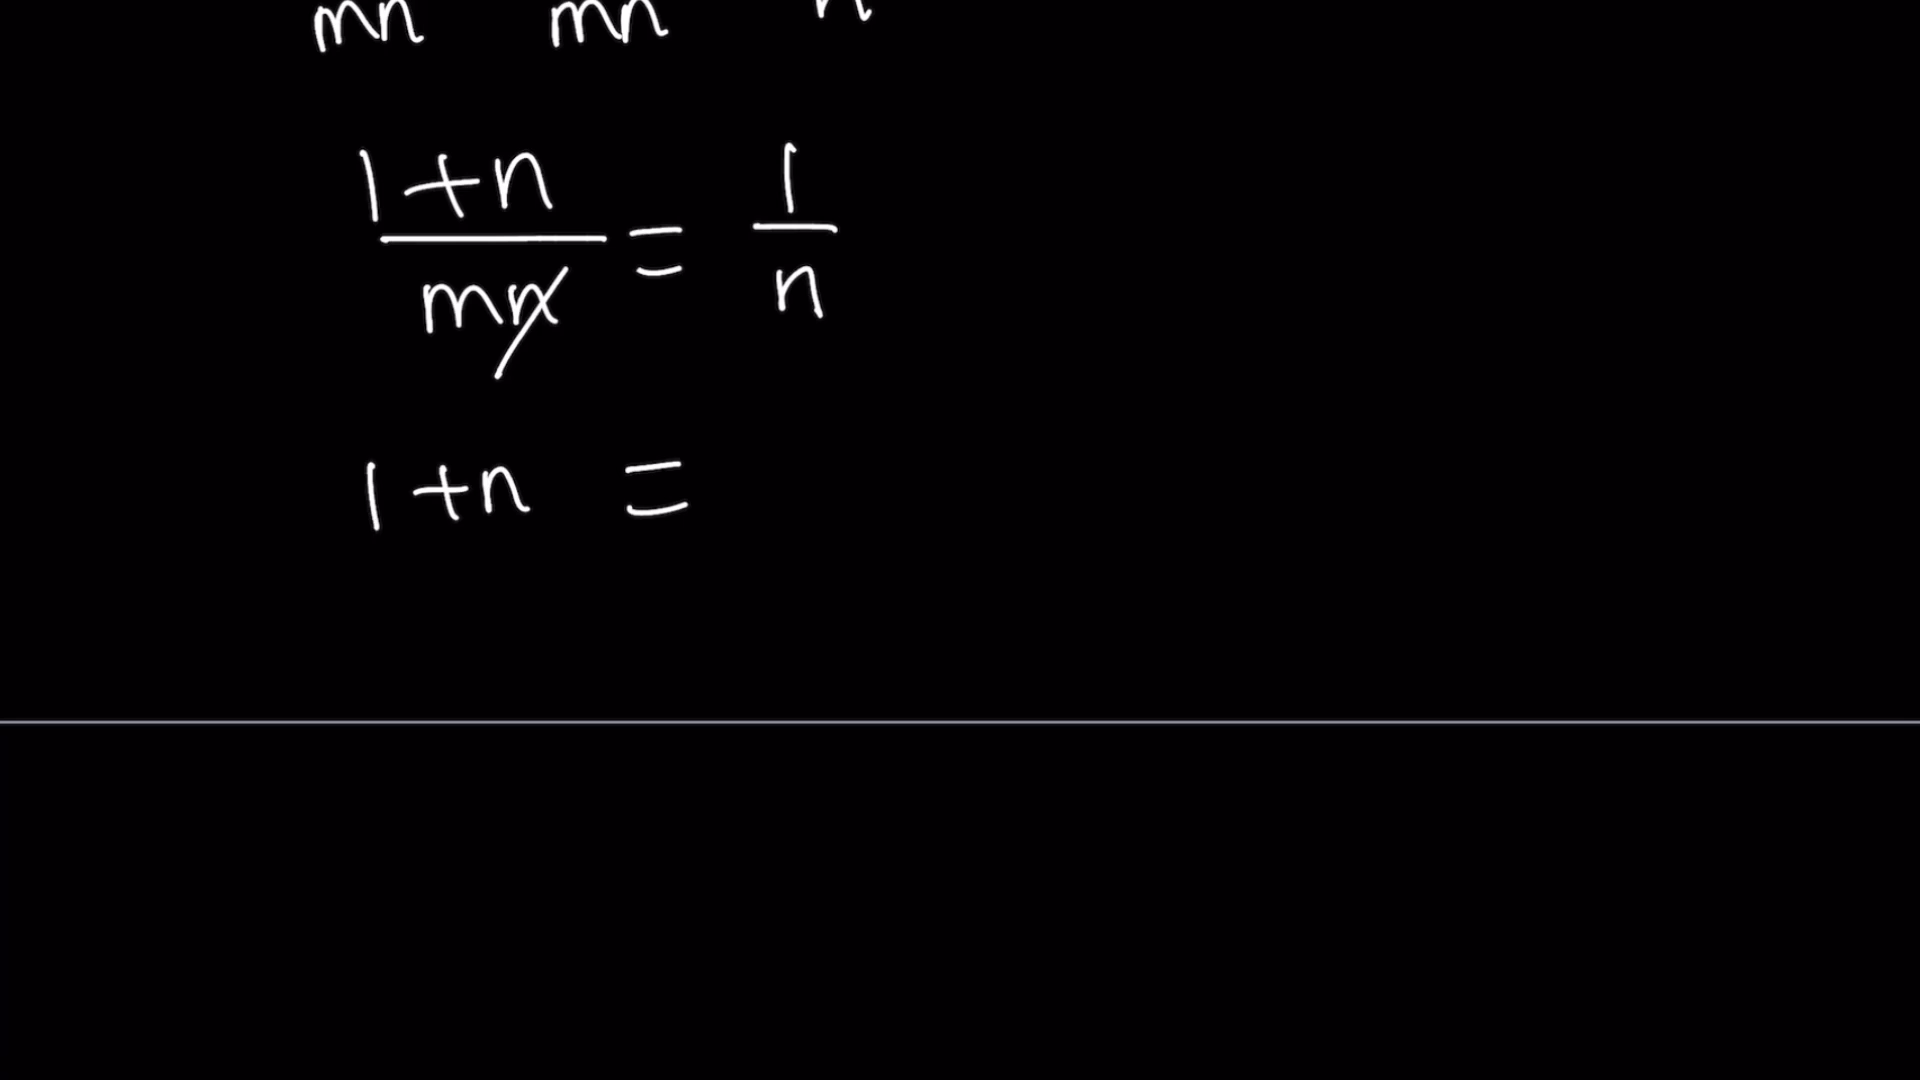 mn mn n
1+n / mn = 1 / n
1+n =